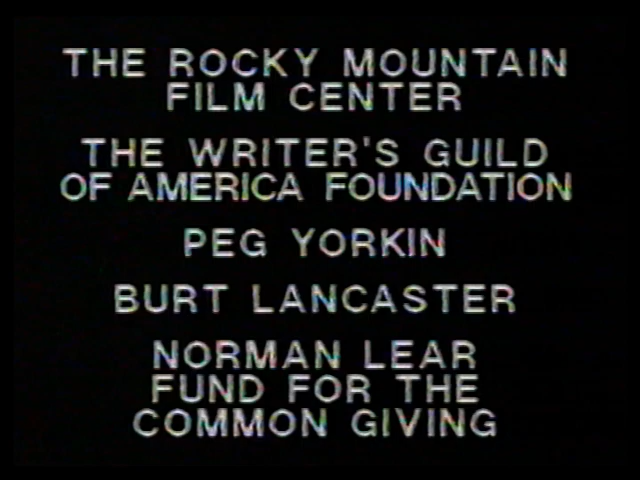 THE ROCKY MOUNTAIN
FILM CENTER
THE WRITER'S GUILD
OF AMERICA FOUNDATION
PEG YORKIN
BURT LANCASTER
NORMAN LEAR
FUND FOR THE
COMMON GIVING